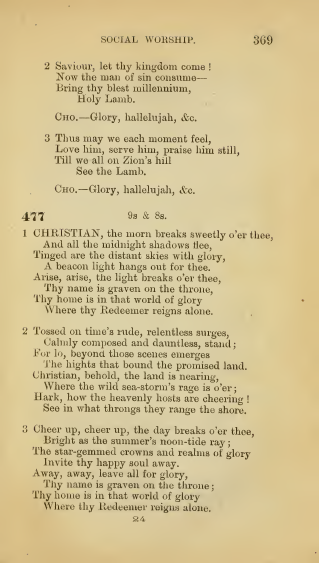 SOCIAL WORSHIP. 369
2 Saviour, let thy kingdom come !
Now the man of sin consume—
Bring thy blest millennium,
Holy Lamb.
CHO.—Glory, hallelujah, &c.
3 Thus may we each moment feel,
Love him, serve him, praise him still,
Till we all on Zion's hill
See the Lamb.
CHO.—Glory, hallelujah, &c.
477 9s & 8s.
1 CHRISTIAN, the morn breaks sweetly o'er thee,
And all the midnight shadows flee,
Tinged are the distant skies with glory,
A beacon light hangs out for thee.
Arise, arise, the light breaks o'er thee,
Thy name is graven on the throne,
Thy home is in that world of glory
Where thy Redeemer reigns alone.
2 Tossed on time's rude, relentless surges,
Calmly composed and dauntless, stand ;
For lo, beyond those scenes emerges
The hights that bound the promised land.
Christian, behold, the land is nearing,
Where the wild sea-storm's rage is o'er ;
Hark, how the heavenly hosts are cheering !
See in what throngs they range the shore.
3 Cheer up, cheer up, the day breaks o'er thee,
Bright as the summer's noon-tide ray ;
The star-gemmed crowns and realms of glory
Invite thy happy soul away.
Away, away, leave all for glory,
Thy name is graven on the throne ;
Thy home is in that world of glory
Where thy Redeemer reigns alone.
24